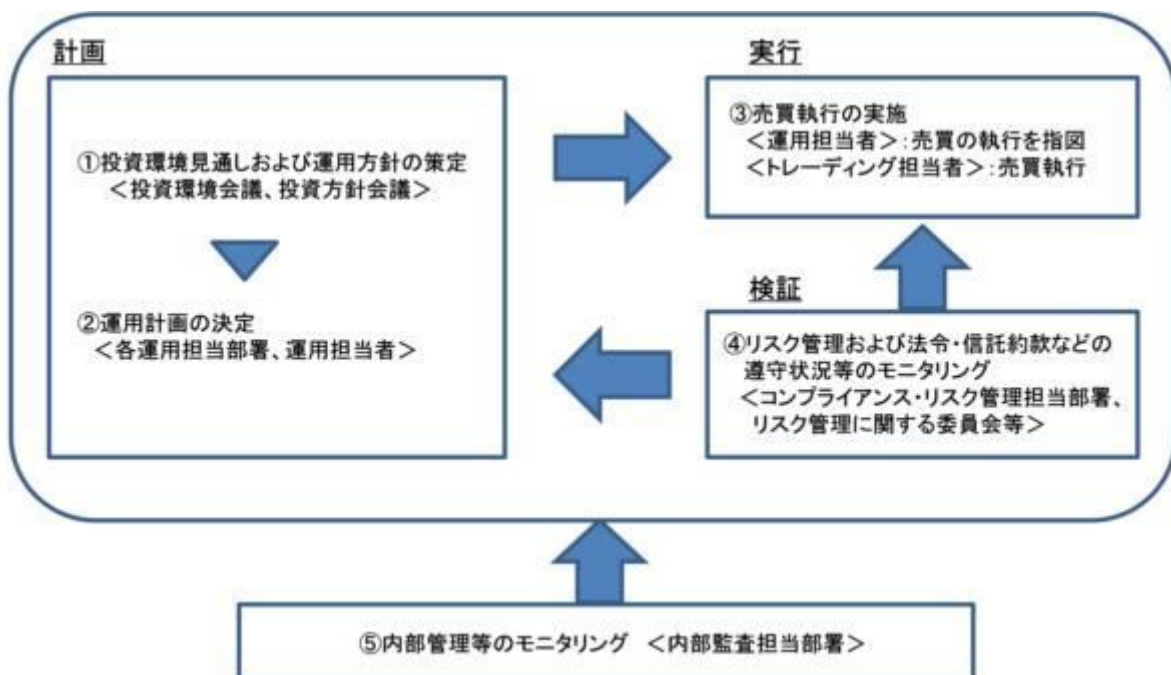 計画
①投資環境見通しおよび運用方針の策定
＜投資環境会議、投資方針会議＞
②運用計画の決定
＜各運用担当部署、運用担当者＞
実行
③売買執行の実施
＜運用担当者＞：売買の執行を指図
＜トレーディング担当者＞：売買執行
検証
④リスク管理および法令・信託約款などの
遵守状況等のモニタリング
＜コンプライアンス・リスク管理担当部署、
リスク管理に関する委員会等＞
⑤内部管理等のモニタリング ＜内部監査担当部署＞